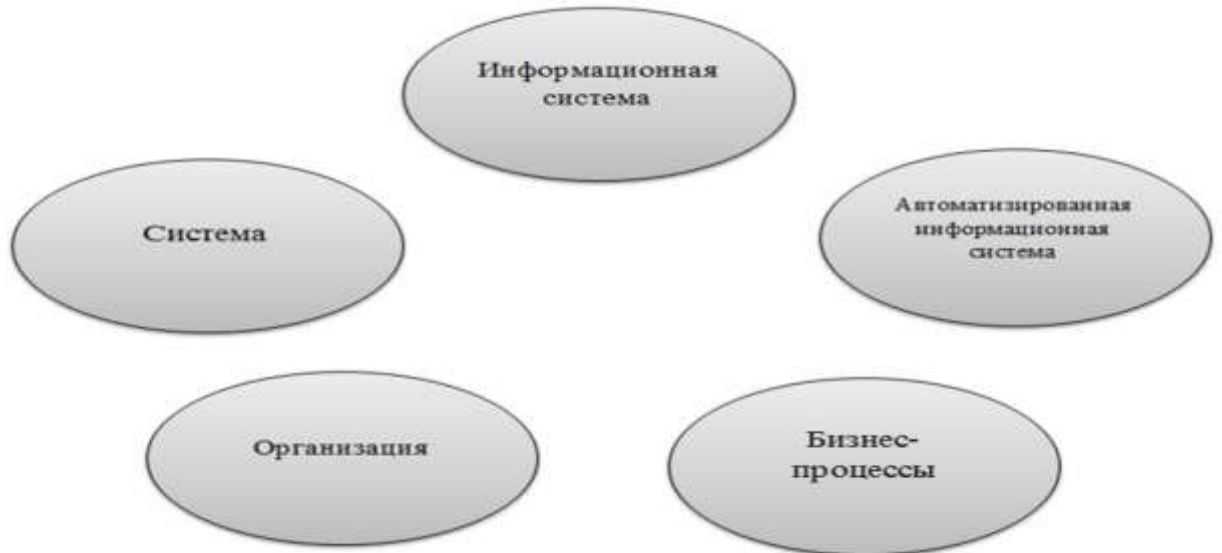 Информационная
система
Система
Автоматизированная
информационная
система
Организация
Бизнес-
процессы